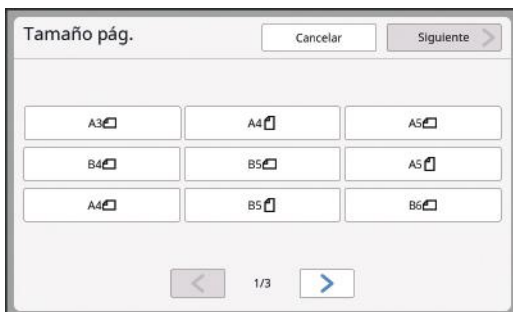 Tamaño pág.
Cancelar
Siguiente
A3
A4
A5
B4
B5
A5
A4
B5
B6
1/3